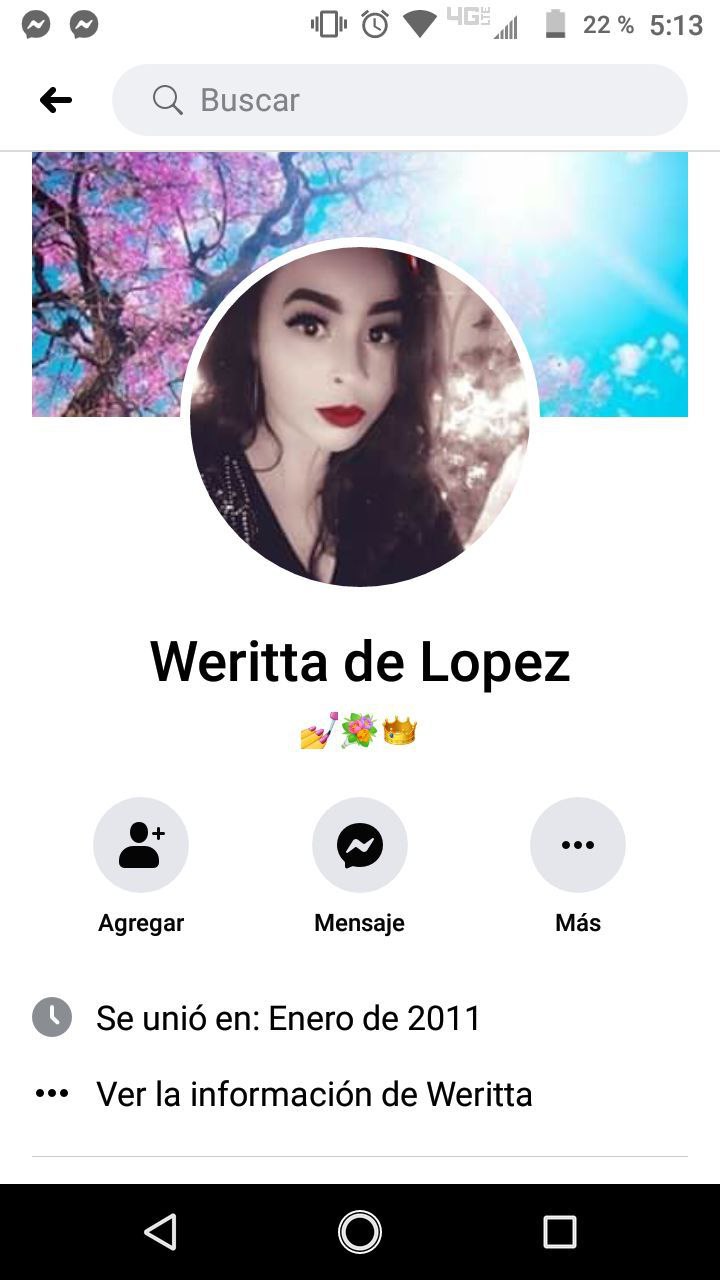 4G LTE 22 % 5:13
Buscar
Weritta de Lopez
Agregar Mensaje Más
Se unió en: Enero de 2011
Ver la información de Weritta